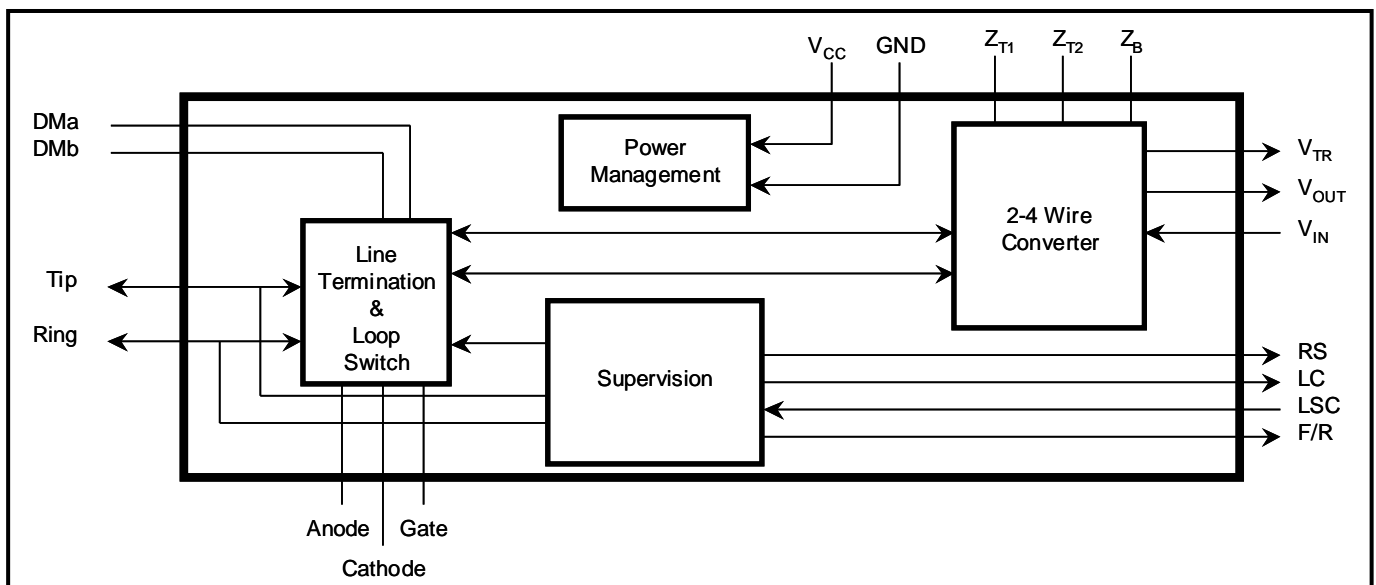 V_CC GND Z_T1 Z_T2 Z_B
DMa
DMb
Power
Management
2-4 Wire
Converter
V_TR
V_OUT
V_IN
Line
Termination
&
Loop
Switch
Tip
Ring
Supervision
RS
LC
LSC
F/R
Anode Gate
Cathode